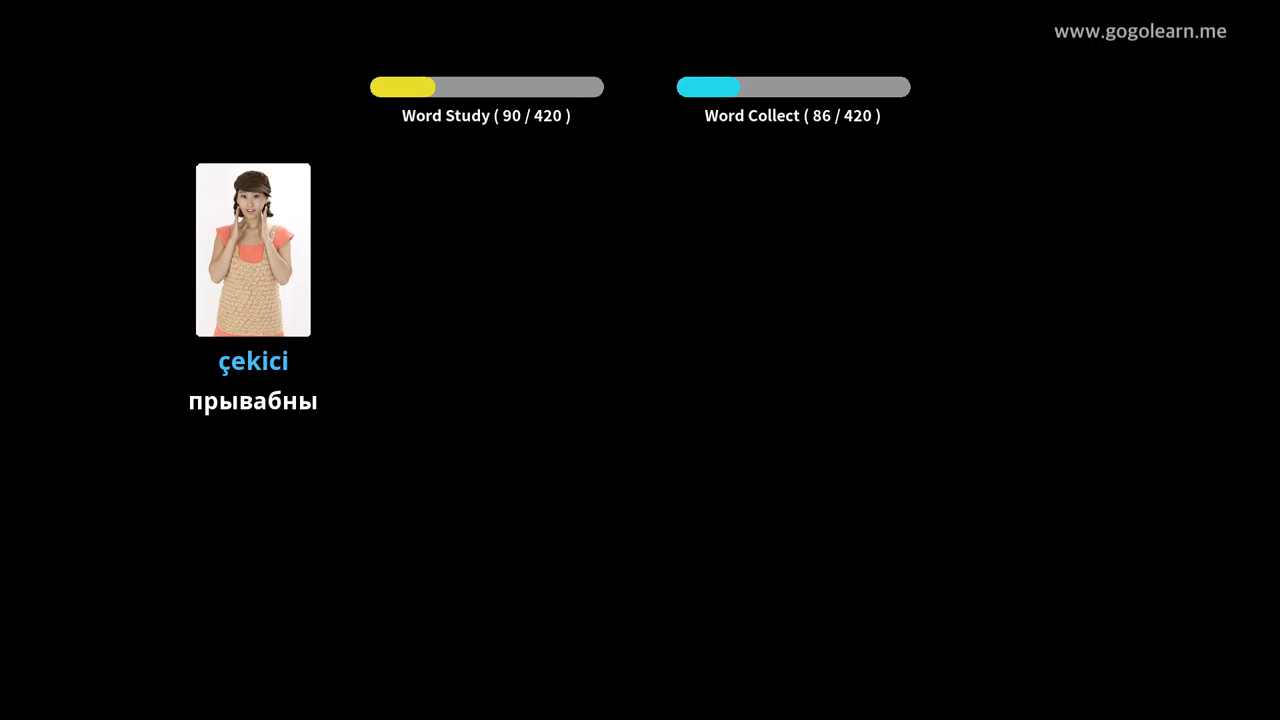 www.gogolearn.me
Word Study ( 90 / 420 )
Word Collect ( 86 / 420 )
çekici
прывабны